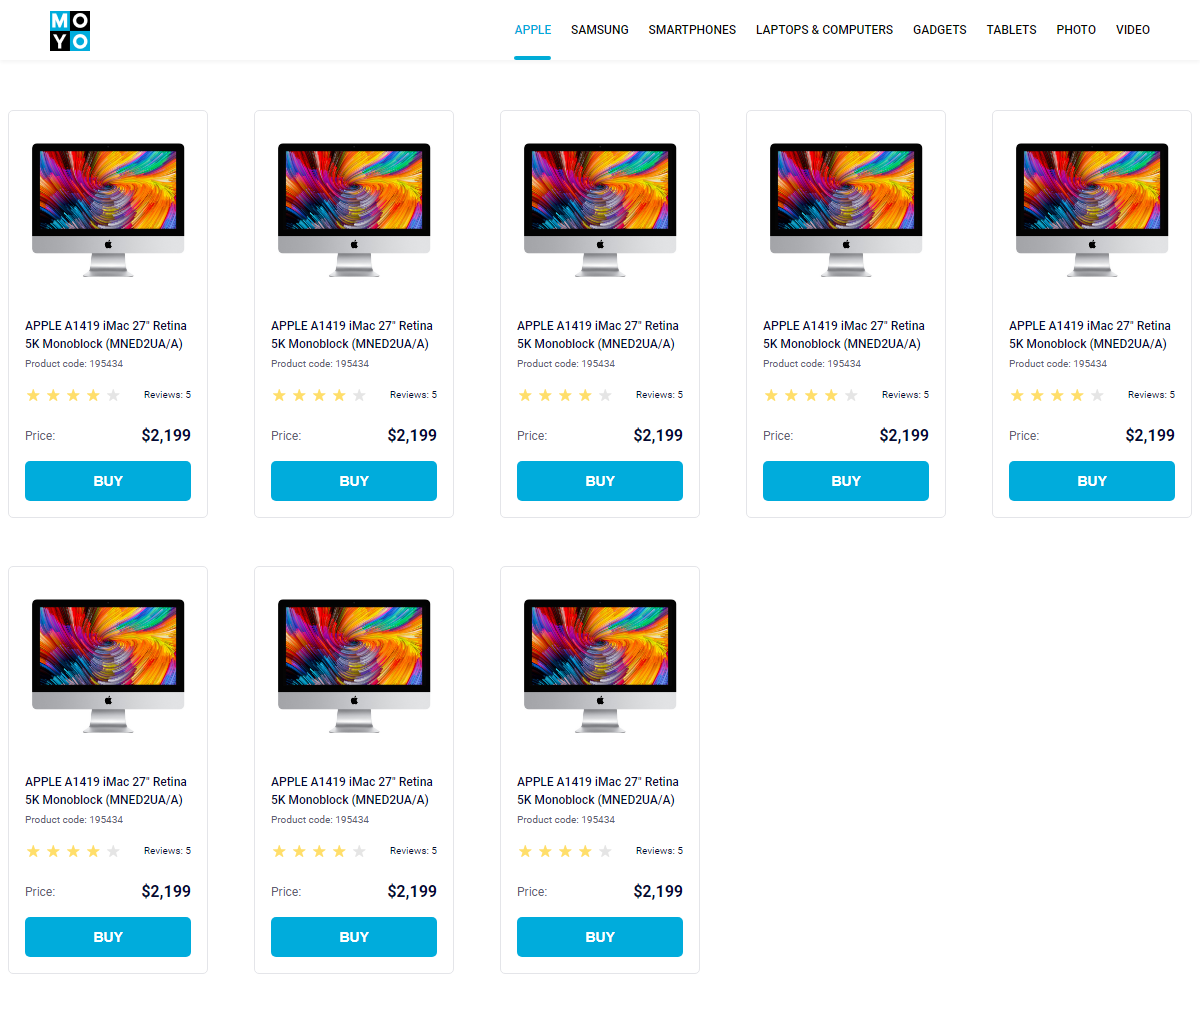 MO
YO
APPLE SAMSUNG SMARTPHONES LAPTOPS & COMPUTERS GADGETS TABLETS PHOTO VIDEO
APPLE A1419 iMac 27" Retina
5K Monoblock (MNED2UA/A)
Product code: 195434
Reviews: 5
Price: $2,199
BUY
APPLE A1419 iMac 27" Retina
5K Monoblock (MNED2UA/A)
Product code: 195434
Reviews: 5
Price: $2,199
BUY
APPLE A1419 iMac 27" Retina
5K Monoblock (MNED2UA/A)
Product code: 195434
Reviews: 5
Price: $2,199
BUY
APPLE A1419 iMac 27" Retina
5K Monoblock (MNED2UA/A)
Product code: 195434
Reviews: 5
Price: $2,199
BUY
APPLE A1419 iMac 27" Retina
5K Monoblock (MNED2UA/A)
Product code: 195434
Reviews: 5
Price: $2,199
BUY
APPLE A1419 iMac 27" Retina
5K Monoblock (MNED2UA/A)
Product code: 195434
Reviews: 5
Price: $2,199
BUY
APPLE A1419 iMac 27" Retina
5K Monoblock (MNED2UA/A)
Product code: 195434
Reviews: 5
Price: $2,199
BUY
APPLE A1419 iMac 27" Retina
5K Monoblock (MNED2UA/A)
Product code: 195434
Reviews: 5
Price: $2,199
BUY